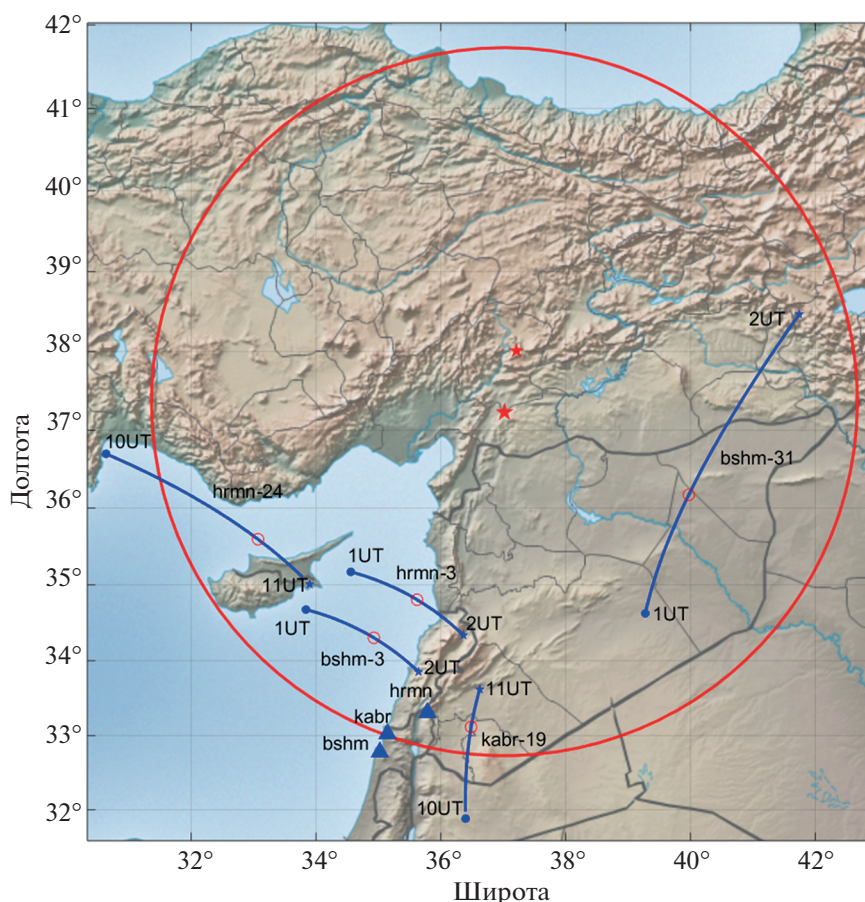 42°
41°
40°
39°
38°
2UT
37°
10UT
bshm-31
hrmn-24
36°
1UT
35°
11UT
hrmn-3
1UT
1UT
2UT
bshm-3
34°
2UT
hrmn
11UT
kabr
33°
bshm
kabr-19
10UT
32°
32° 34° 36° 38° 40° 42°
Долгота
Широта